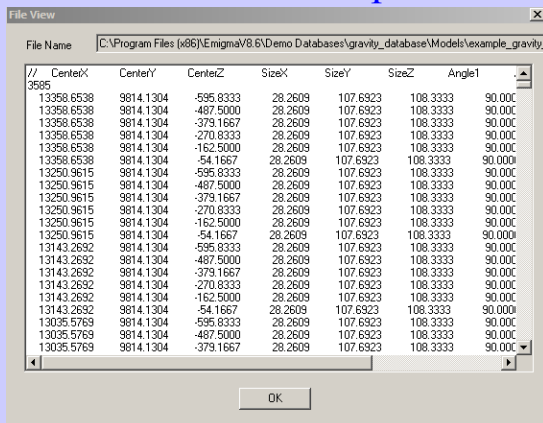 File View
File Name C:\Program Files (x86)\EmigmaV8.6\Demo Databases\gravity_database\Models\example_gravity_
// CenterX CenterY CenterZ SizeX SizeY SizeZ Angle1
3585
13358.6538 9814.1304 -595.8333 28.2609 107.6923 108.3333 90.000
13358.6538 9814.1304 -487.5000 28.2609 107.6923 108.3333 90.000
13358.6538 9814.1304 -379.1667 28.2609 107.6923 108.3333 90.000
13358.6538 9814.1304 -270.8333 28.2609 107.6923 108.3333 90.000
13358.6538 9814.1304 -162.5000 28.2609 107.6923 108.3333 90.000
13358.6538 9814.1304 -54.1667 28.2609 107.6923 108.3333 90.000
13250.9615 9814.1304 -595.8333 28.2609 107.6923 108.3333 90.000
13250.9615 9814.1304 -487.5000 28.2609 107.6923 108.3333 90.000
13250.9615 9814.1304 -379.1667 28.2609 107.6923 108.3333 90.000
13250.9615 9814.1304 -270.8333 28.2609 107.6923 108.3333 90.000
13250.9615 9814.1304 -162.5000 28.2609 107.6923 108.3333 90.000
13250.9615 9814.1304 -54.1667 28.2609 107.6923 108.3333 90.000
13143.2692 9814.1304 -595.8333 28.2609 107.6923 108.3333 90.000
13143.2692 9814.1304 -487.5000 28.2609 107.6923 108.3333 90.000
13143.2692 9814.1304 -379.1667 28.2609 107.6923 108.3333 90.000
13143.2692 9814.1304 -270.8333 28.2609 107.6923 108.3333 90.000
13143.2692 9814.1304 -162.5000 28.2609 107.6923 108.3333 90.000
13143.2692 9814.1304 -54.1667 28.2609 107.6923 108.3333 90.000
13035.5769 9814.1304 -595.8333 28.2609 107.6923 108.3333 90.000
13035.5769 9814.1304 -487.5000 28.2609 107.6923 108.3333 90.000
13035.5769 9814.1304 -379.1667 28.2609 107.6923 108.3333 90.000
OK